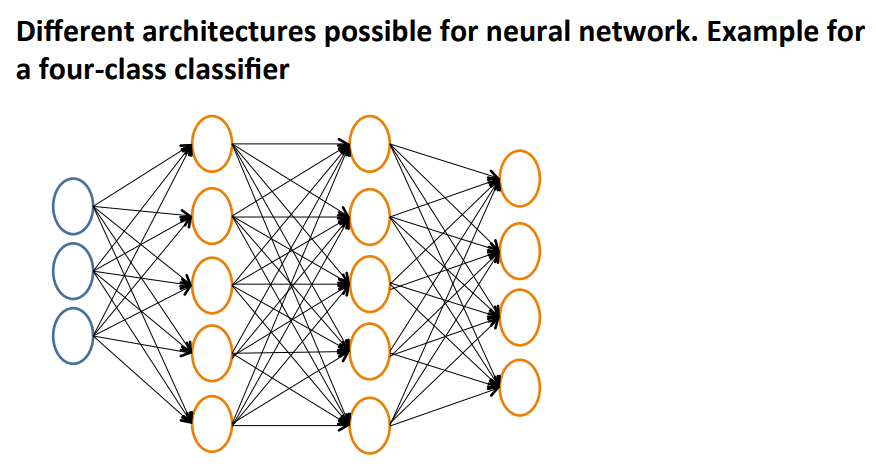 Different architectures possible for neural network. Example for
a four-class classifier